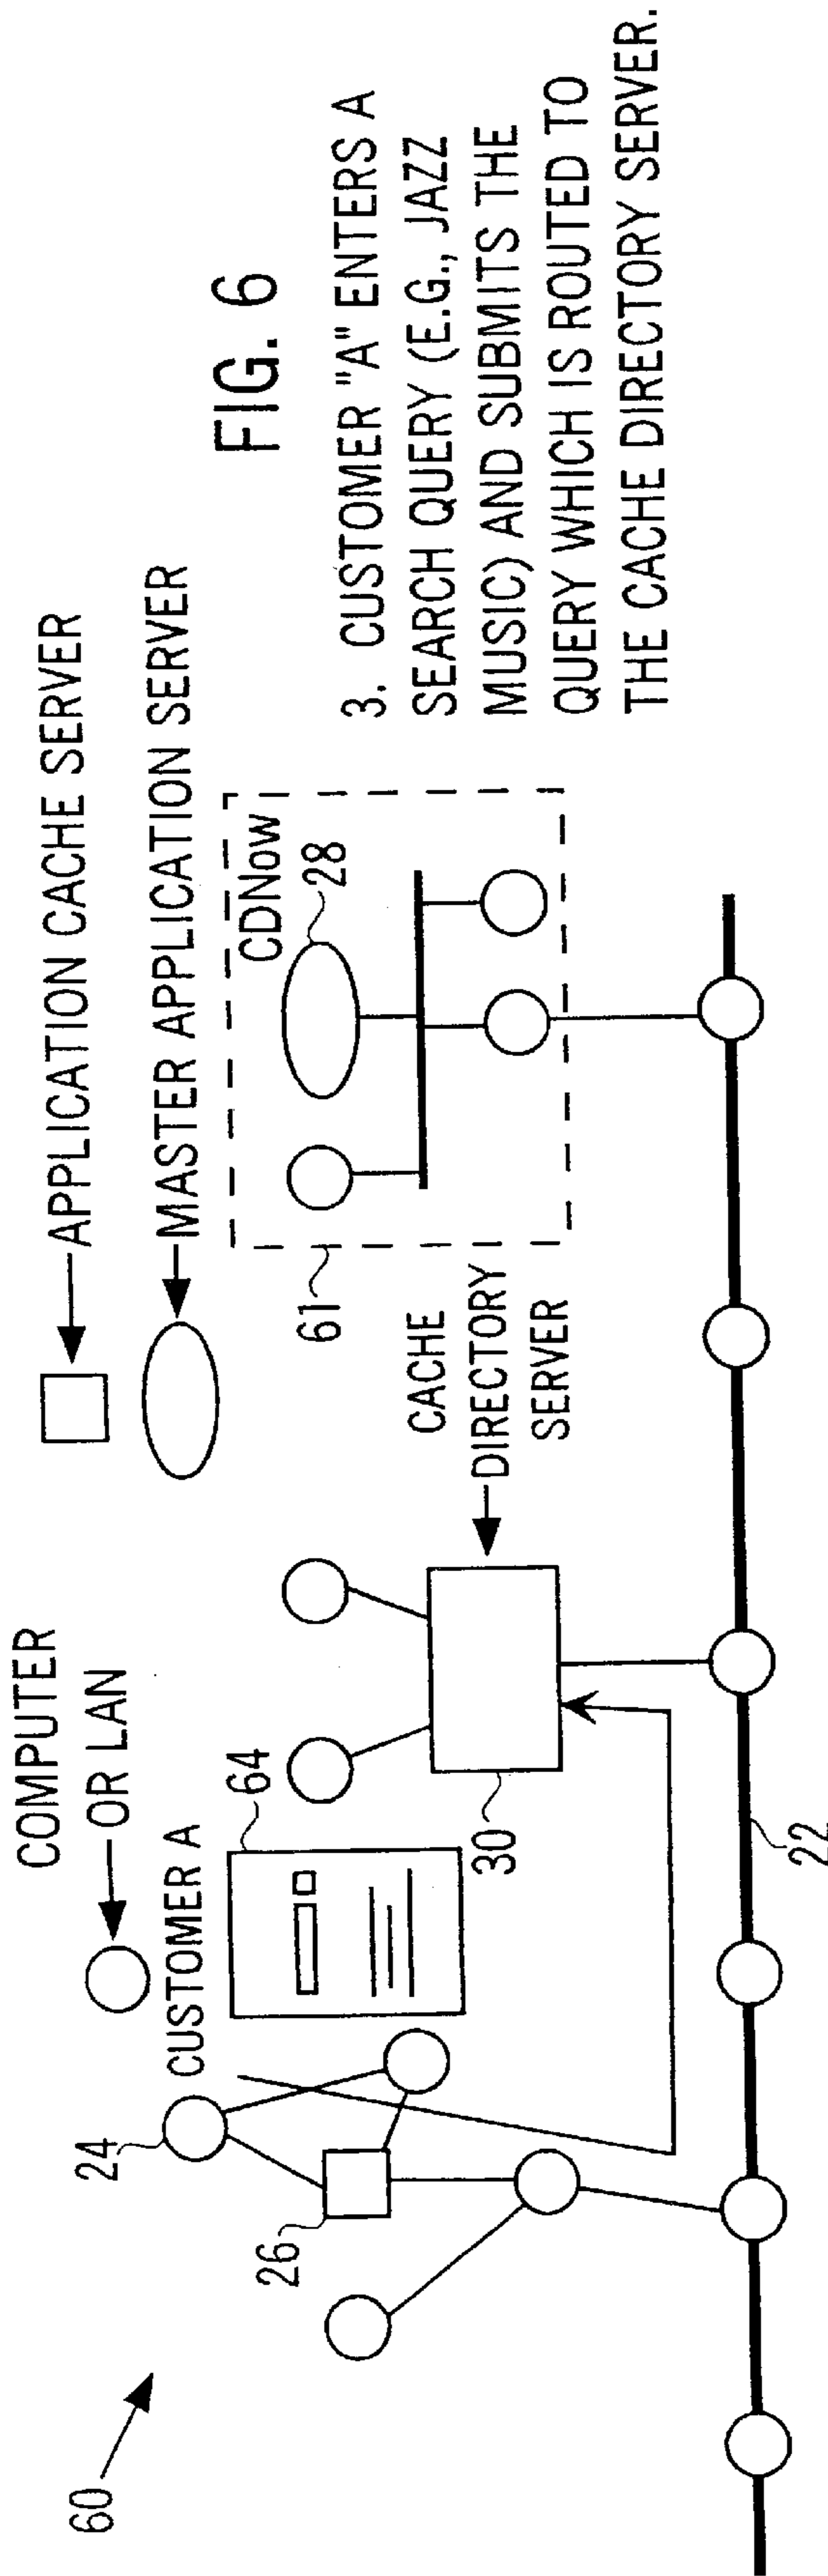 COMPUTER
OR LAN
APPLICATION CACHE SERVER
MASTER APPLICATION SERVER
FIG. 6
3. CUSTOMER "A" ENTERS A
SEARCH QUERY (E.G., JAZZ
MUSIC) AND SUBMITS THE
QUERY WHICH IS ROUTED TO
THE CACHE DIRECTORY SERVER.
60
24
CUSTOMER A
64
26
30
CACHE
DIRECTORY
SERVER
61
CDNow
28
22